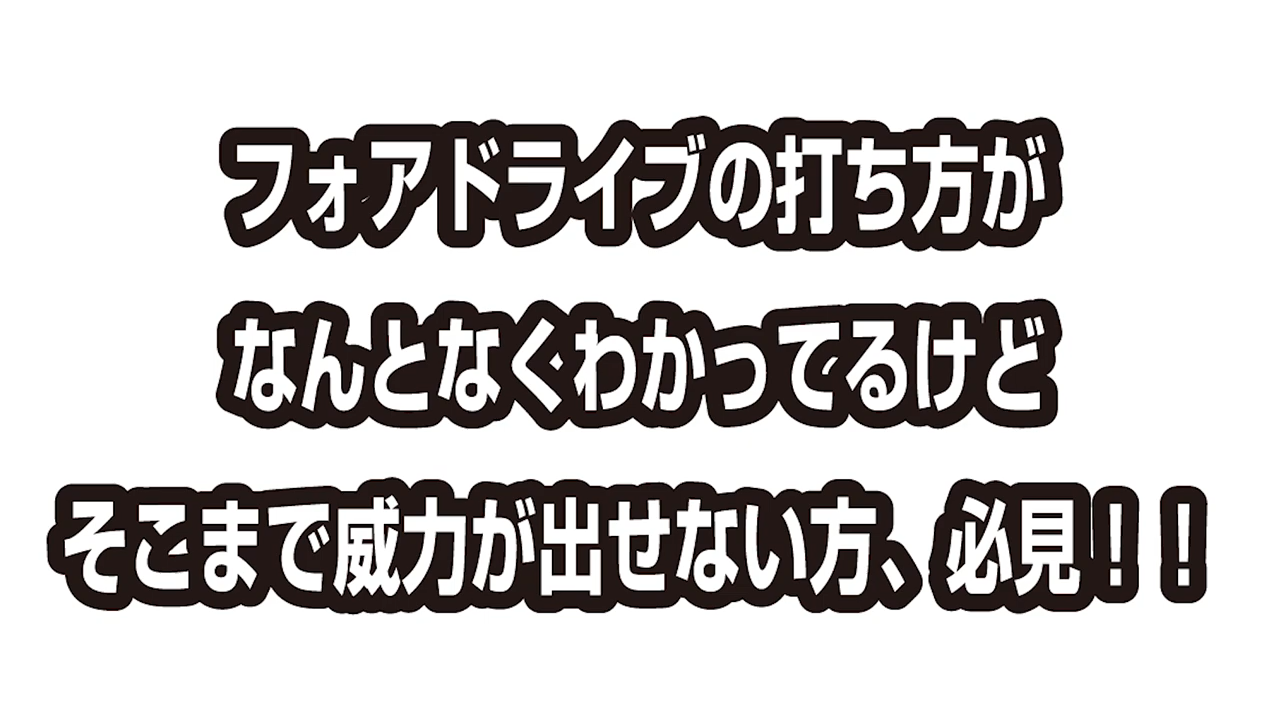 フォアドライブの打ち方が
なんとなくわかってるけど
そこまで威力が出せない方、必見！！